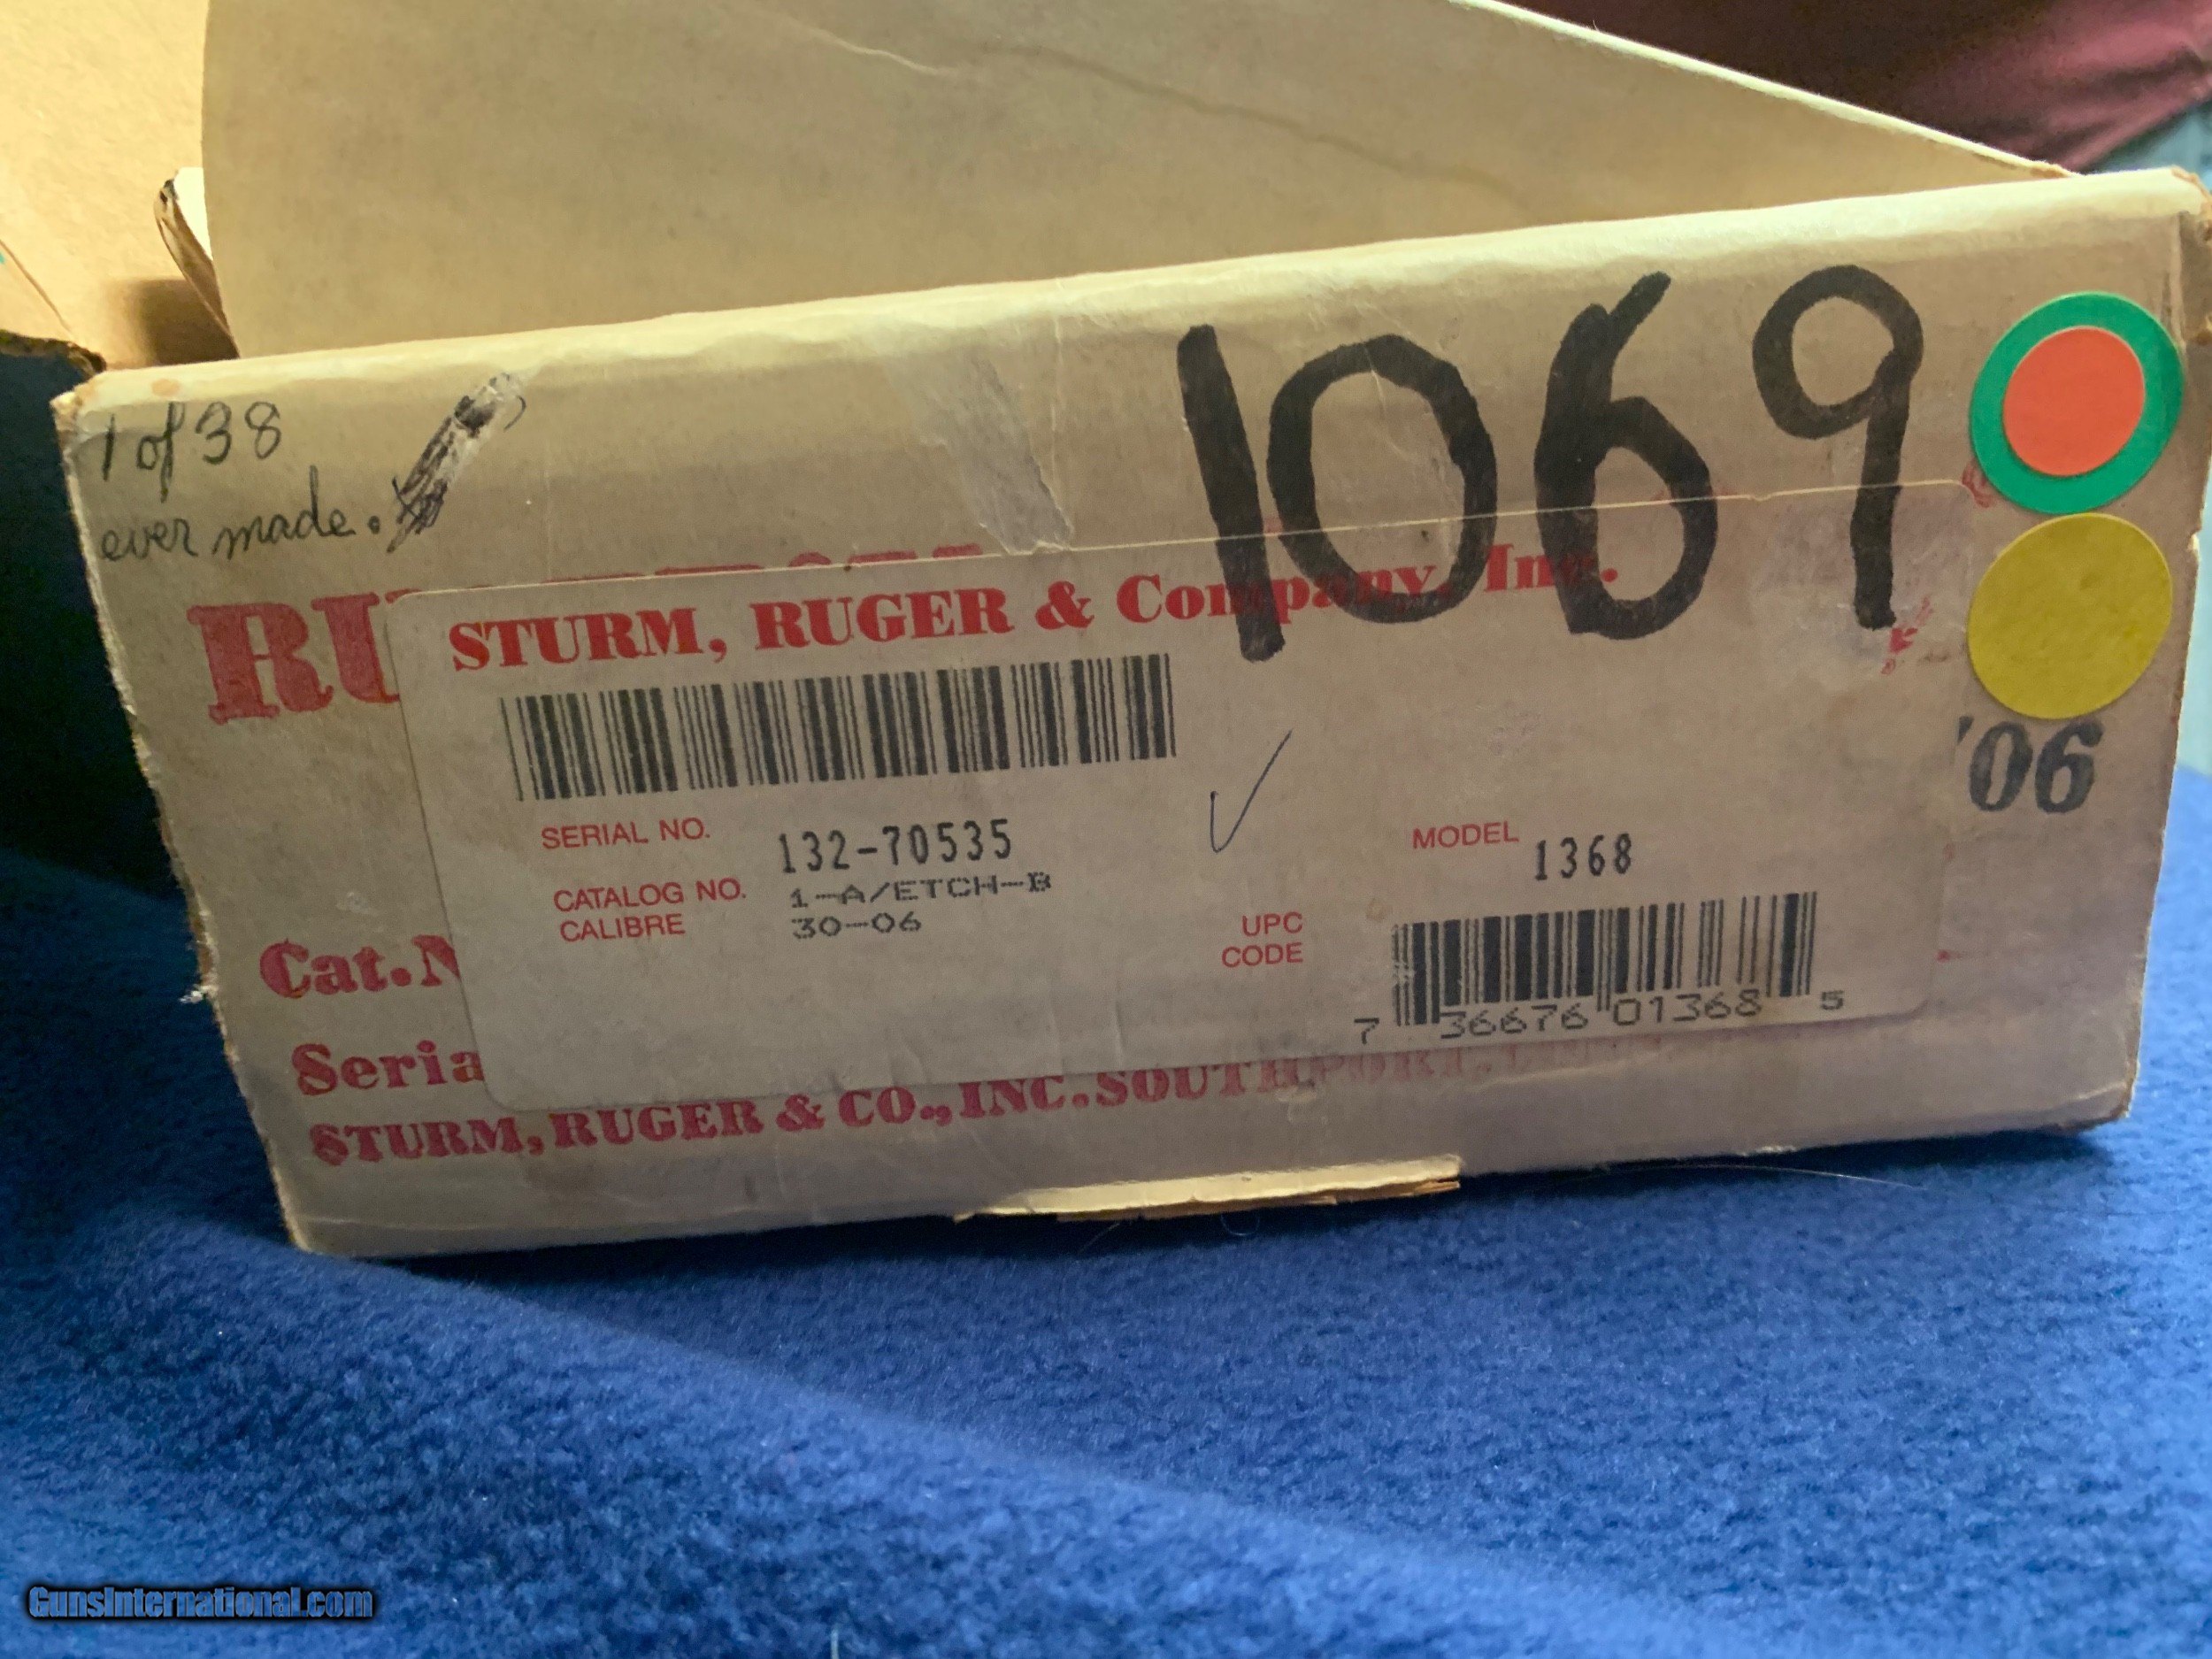 1069
1 of 38
ever made.
RU
STURM, RUGER & Company, Inc.
'06
SERIAL NO. 132-70535
MODEL 1368
CATALOG NO. 1-A/ETCH-B
CALIBRE 30-06
UPC
CODE
7 36676 01368 5
Cat.N
Seria
STURM, RUGER & CO., INC. SOUTHPORT,
GunsInternational.com